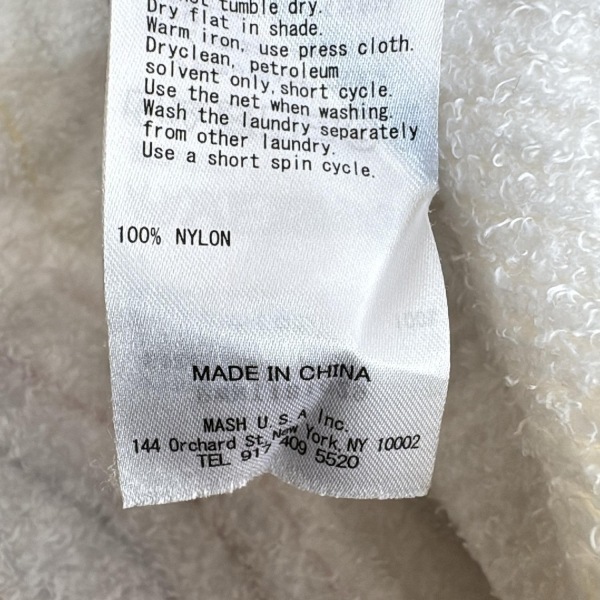 tumble dry.
Dry flat in shade.
Warm iron, use press cloth.
Dryclean, petroleum
solvent only, short cycle.
Use the net when washing.
Wash the laundry separately
from other laundry.
Use a short spin cycle.
100% NYLON
MADE IN CHINA
MASH U.S.A Inc.
144 Orchard St, New York, NY 10002
TEL 917 409 5520